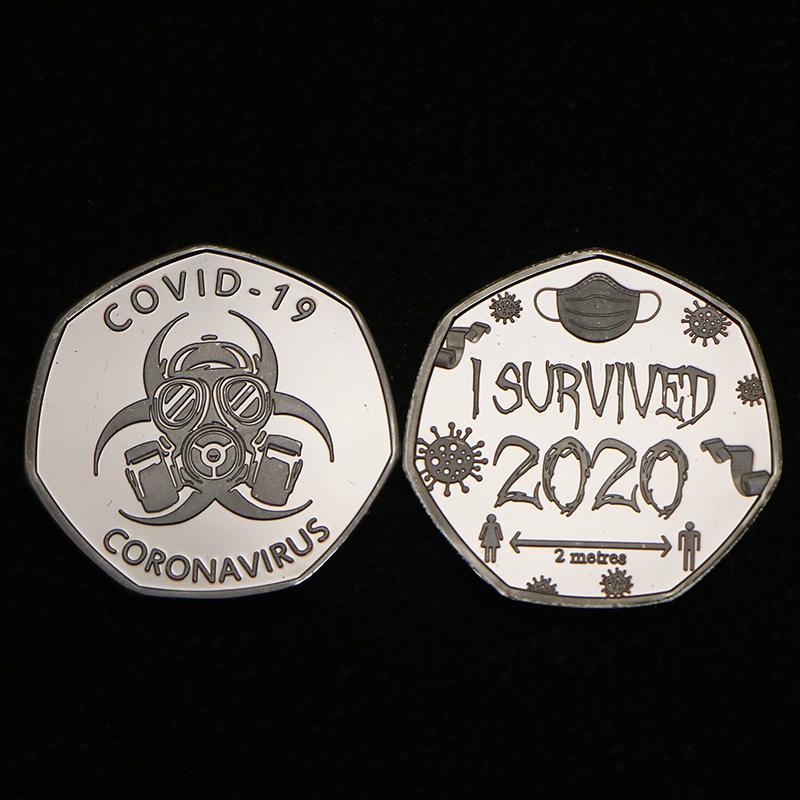 COVID-19
CORONAVIRUS
I SURVIVED
2020
2 metres